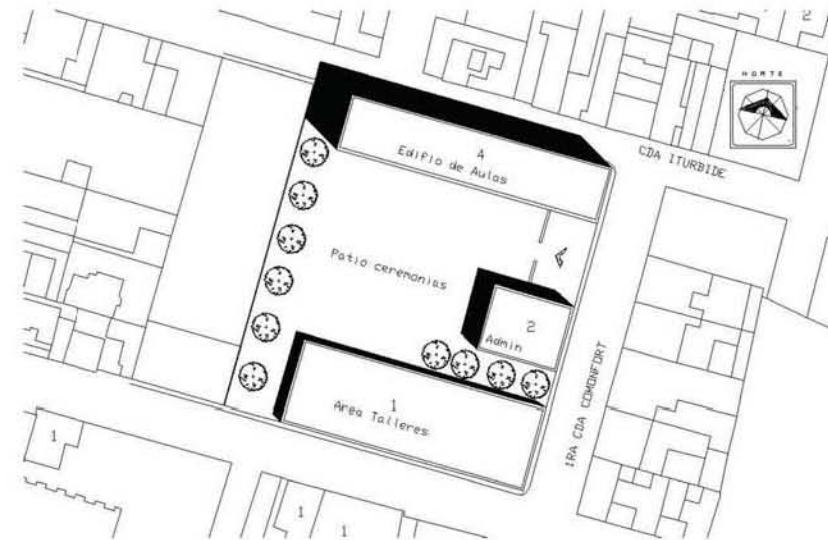 2
NORTE
CDA ITURBIDE
4
Edifio de Aulas
Patio ceremonias
2
Admin
1
Area Talleres
1RA CDA COMONFORT
1
1
1